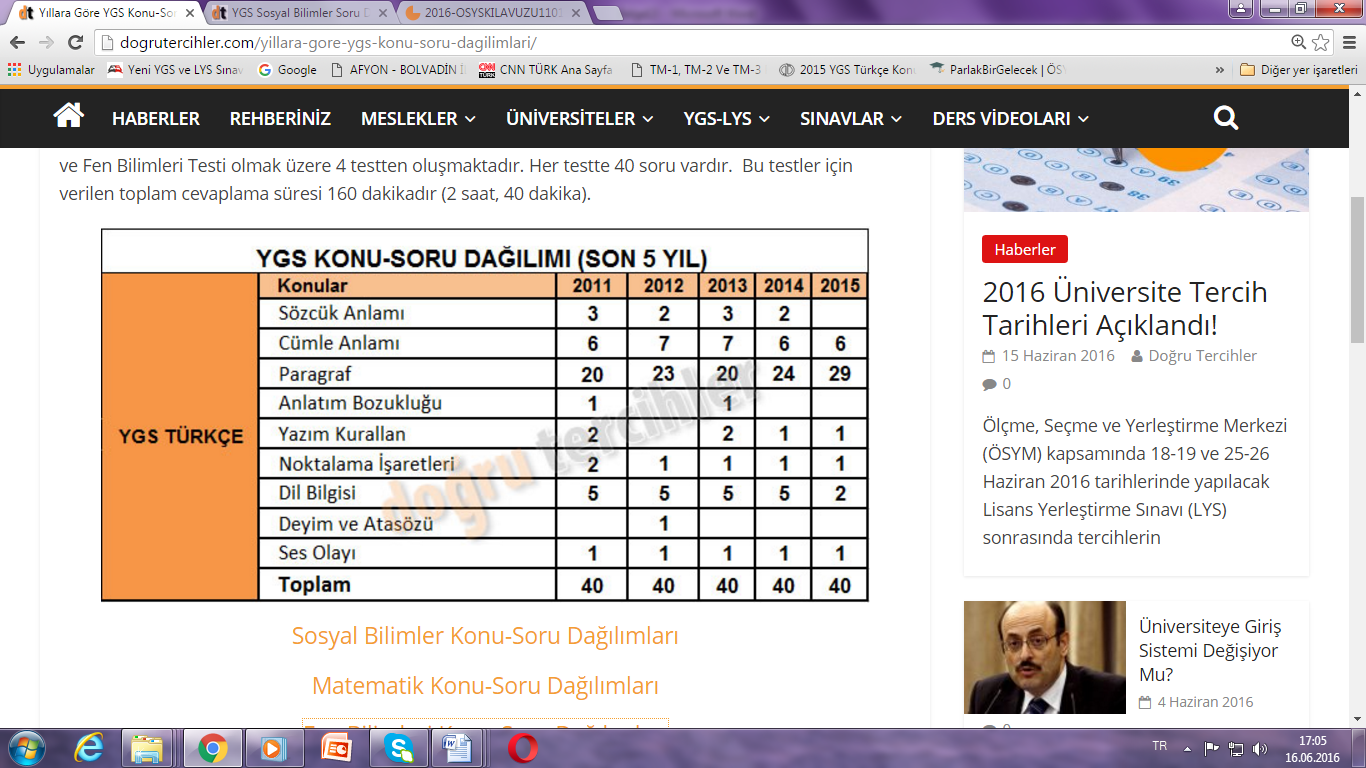 Yıllara Göre YGS Konu-Sor
YGS Sosyal Bilimler Soru D
2016-OSYSKILAVUZU1101
dogrutercihler.com/yillara-gore-ygs-konu-soru-dagilimlari/
Uygulamalar
Yeni YGS ve LYS Sınav
Google
AFYON - BOLVADİN İ
CNN TÜRK Ana Sayfa
TM-1, TM-2 Ve TM-3
2015 YGS Türkçe Kon
ParlakBirGelecek | ÖS
»
Diğer yer işaretleri
HABERLER REHBERİNİZ MESLEKLER ÜNİVERSİTELER YGS-LYS SINAVLAR DERS VİDEOLARI
ve Fen Bilimleri Testi olmak üzere 4 testten oluşmaktadır. Her testte 40 soru vardır. Bu testler için
verilen toplam cevaplama süresi 160 dakikadır (2 saat, 40 dakika).
YGS KONU-SORU DAĞILIMI (SON 5 YIL)
Konular 2011 2012 2013 2014 2015
Sözcük Anlamı 3 2 3 2
Cümle Anlamı 6 7 7 6 6
Paragraf 20 23 20 24 29
Anlatım Bozukluğu 1 1
YGS TÜRKÇE
Yazım Kurallan 2 2 1 1
Noktalama İşaretleri 2 1 1 1 1
Dil Bilgisi 5 5 5 5 2
Deyim ve Atasözü 1
Ses Olayı 1 1 1 1 1
Toplam 40 40 40 40 40
doğru tercihler
Sosyal Bilimler Konu-Soru Dağılımları
Matematik Konu-Soru Dağılımları
Haberler
2016 Üniversite Tercih
Tarihleri Açıklandı!
15 Haziran 2016 Doğru Tercihler
0
Ölçme, Seçme ve Yerleştirme Merkezi
(ÖSYM) kapsamında 18-19 ve 25-26
Haziran 2016 tarihlerinde yapılacak
Lisans Yerleştirme Sınavı (LYS)
sonrasında tercihlerin
Üniversiteye Giriş
Sistemi Değişiyor
Mu?
4 Haziran 2016
TR
17:05
16.06.2016